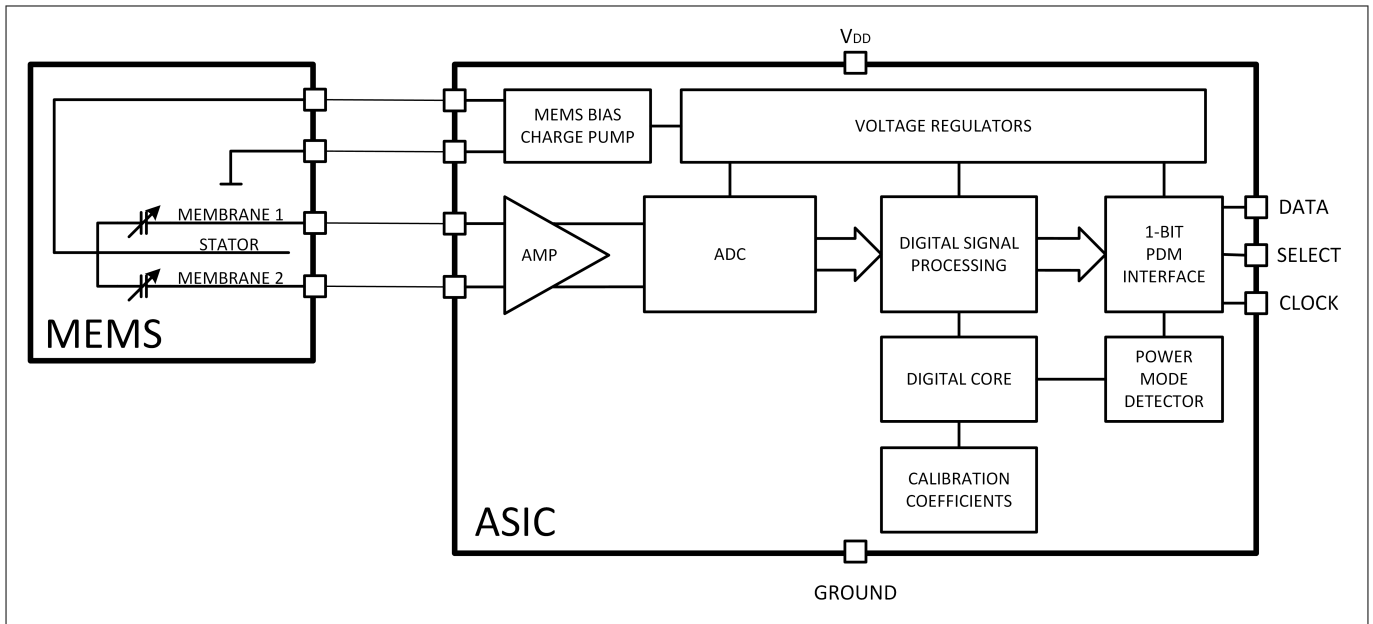 VDD
MEMS BIAS
CHARGE PUMP
VOLTAGE REGULATORS
MEMBRANE 1
STATOR
MEMBRANE 2
MEMS
AMP
ADC
DIGITAL SIGNAL
PROCESSING
1-BIT
PDM
INTERFACE
DATA
SELECT
CLOCK
DIGITAL CORE
POWER
MODE
DETECTOR
CALIBRATION
COEFFICIENTS
ASIC
GROUND